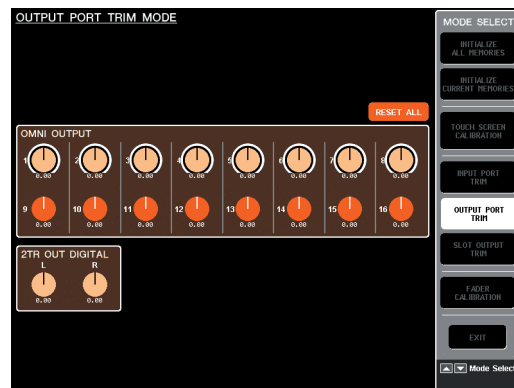 OUTPUT PORT TRIM MODE
RESET ALL
OMNI OUTPUT
1 2 3 4 5 6 7 8
0.00 0.00 0.00 0.00 0.00 0.00 0.00 0.00
9 10 11 12 13 14 15 16
0.00 0.00 0.00 0.00 0.00 0.00 0.00 0.00
2TR OUT DIGITAL
L R
0.00 0.00
MODE SELECT
INITIALIZE
ALL MEMORIES
INITIALIZE
CURRENT MEMORIES
TOUCH SCREEN
CALIBRATION
INPUT PORT
TRIM
OUTPUT PORT
TRIM
SLOT OUTPUT
TRIM
FADER
CALIBRATION
EXIT
Mode Select